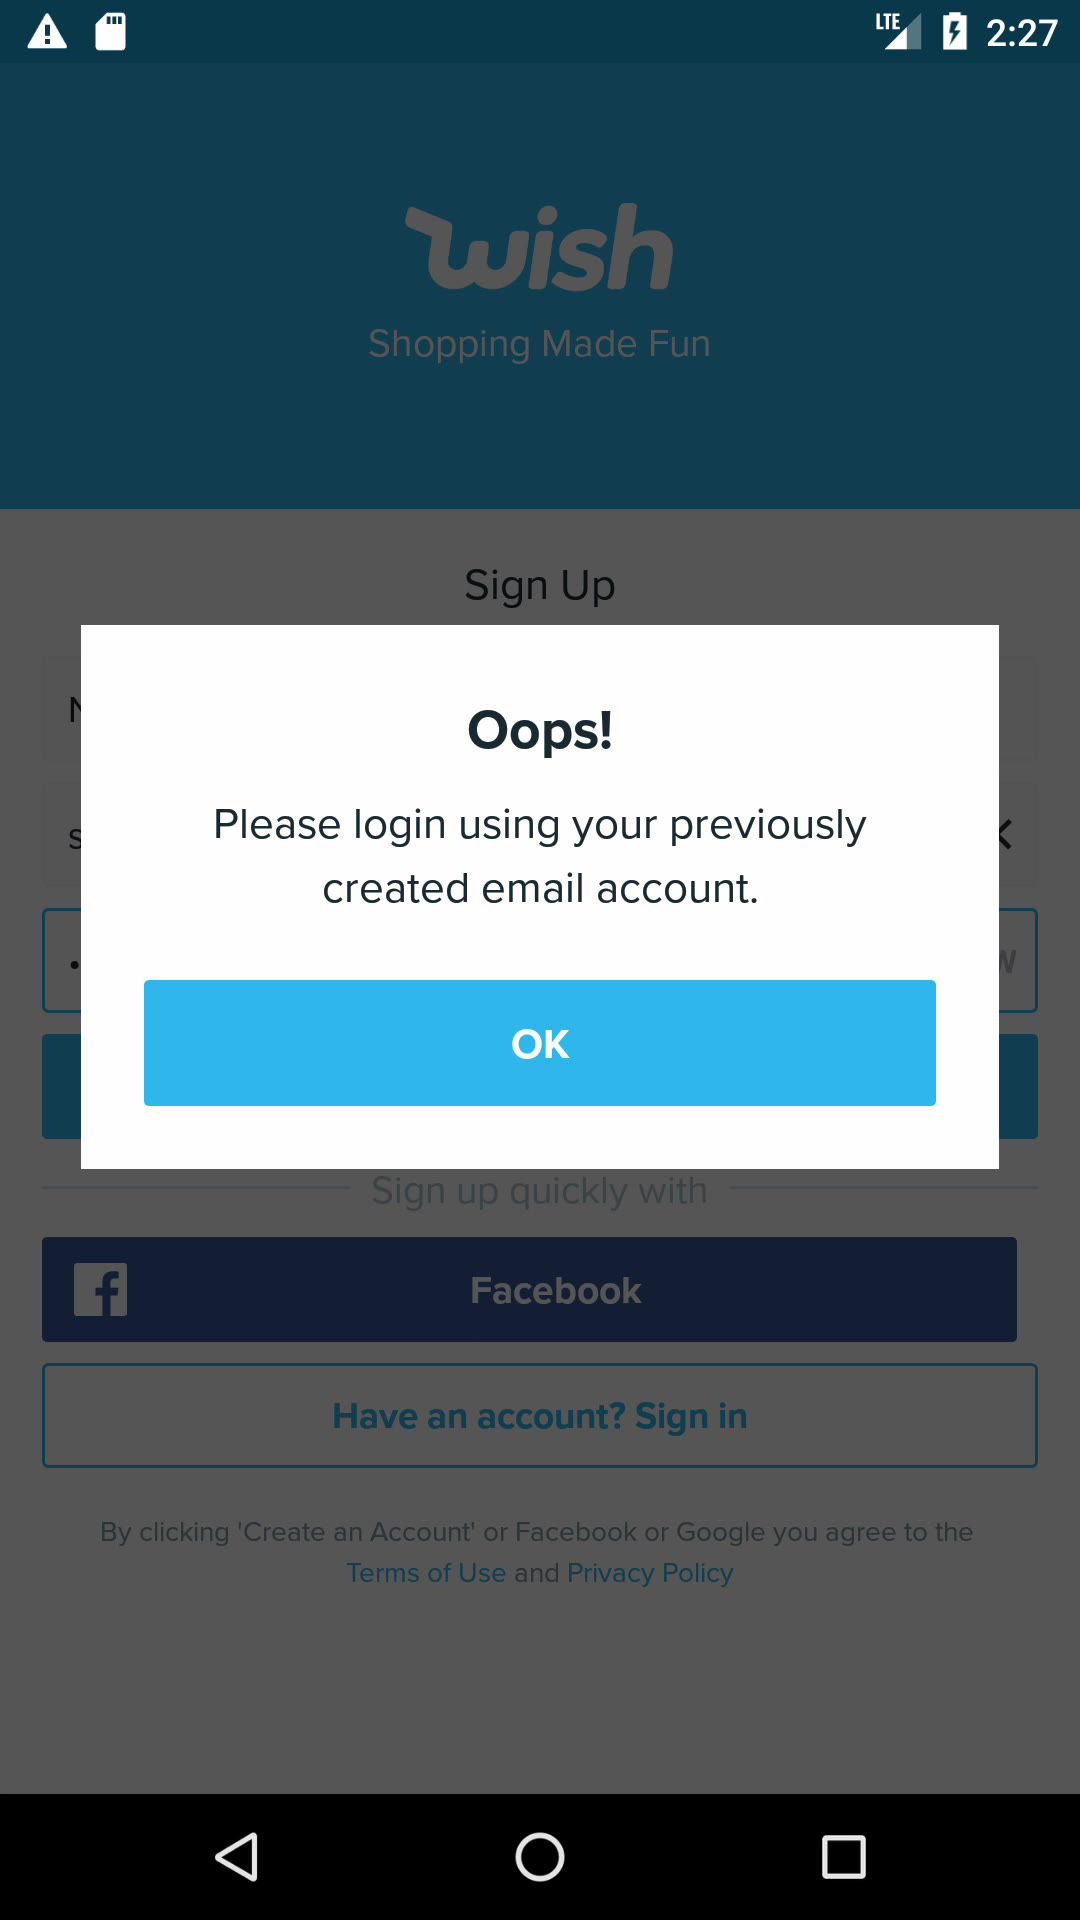 LTE 2:27
wish
Shopping Made Fun
Sign Up
Oops!
Please login using your previously
created email account.
OK
Sign up quickly with
Facebook
Have an account? Sign in
By clicking 'Create an Account' or Facebook or Google you agree to the
Terms of Use and Privacy Policy